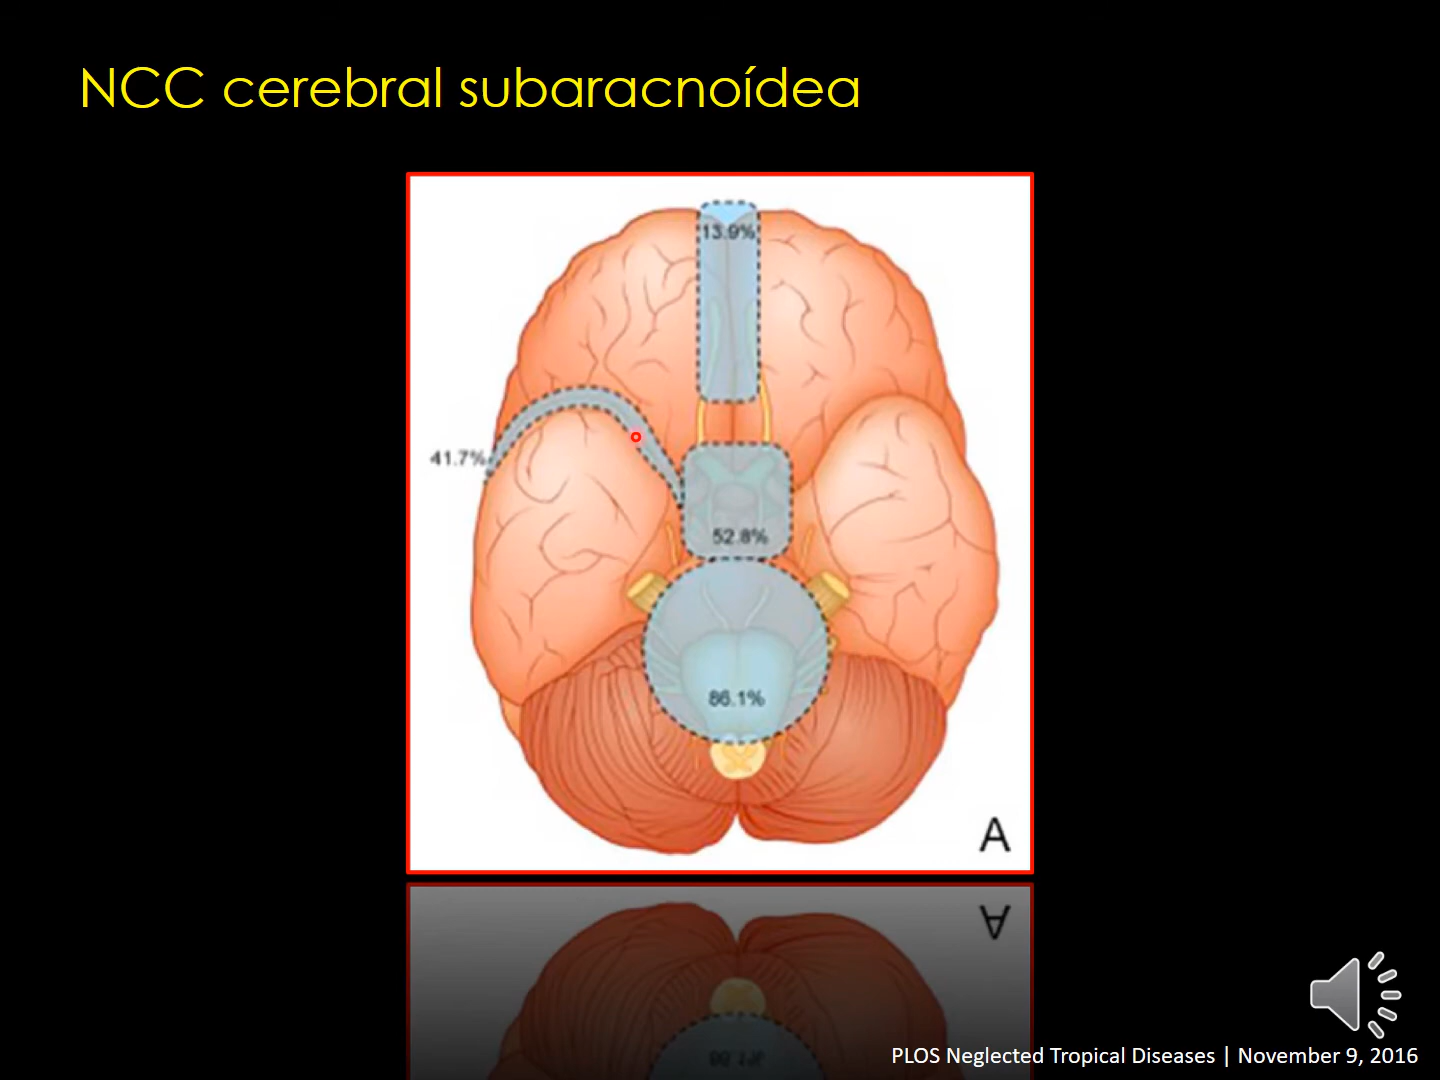 NCC cerebral subaracnoídea
13.9%
41.7%
52.8%
86.1%
A
PLOS Neglected Tropical Diseases | November 9, 2016